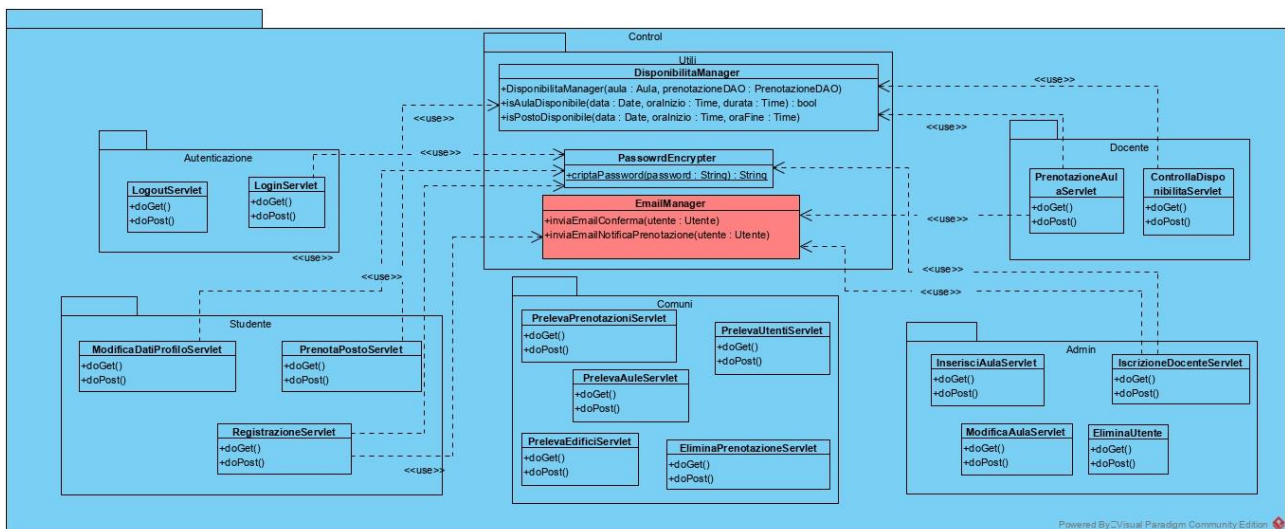 Control
Utili
DisponibilitaManager
+DisponibilitaManager(aula : Aula, prenotazioneDAO : PrenotazioneDAO)
+isAulaDisponibile(data : Date, oraInizio : Time, durata : Time) : bool
+isPostoDisponibile(data : Date, oraInizio : Time, oraFine : Time)
<<use>>
<<use>>
<<use>>
Autenticazione
LogoutServlet
+doGet()
+doPost()
LoginServlet
+doGet()
+doPost()
<<use>>
PassowrdEncrypter
+criptaPassword(password : String) : String
EmailManager
+inviaEmailConferma(utente : Utente)
+inviaEmailNotificaPrenotazione(utente : Utente)
Docente
PrenotazioneAul
aServlet
+doGet()
+doPost()
ControllaDispo
nibilitaServlet
+doGet()
+doPost()
<<use>>
<<use>>
<<use>>
<<use>>
Studente
ModificaDatiProfiloServlet
+doGet()
+doPost()
PrenotaPostoServlet
+doGet()
+doPost()
RegistrazioneServlet
+doGet()
+doPost()
<<use>>
Comuni
PrelevaPrenotazioniServlet
+doGet()
+doPost()
PrelevaUtentiServlet
+doGet()
+doPost()
PrelevaAuleServlet
+doGet()
+doPost()
PrelevaEdificiServlet
+doGet()
+doPost()
EliminaPrenotazioneServlet
+doGet()
+doPost()
Admin
InserisciAulaServlet
+doGet()
+doPost()
IscrizioneDocenteServlet
+doGet()
+doPost()
ModificaAulaServlet
+doGet()
+doPost()
EliminaUtente
+doGet()
+doPost()
Powered By Visual Paradigm Community Edition